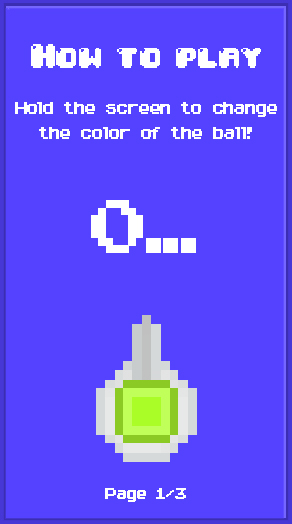 How to play
Hold the screen to change
the color of the ball!
0...
Page 1/3